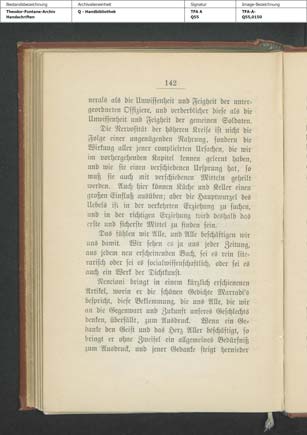 Bestandsbezeichnung
Archivalieneinheit
Signatur
Image-Bezeichnung
Theodor-Fontane-Archiv
Handschriften
Q - Handbibliothek
TFA A
Q55
TFA-A-
Q55,0150
142
nerals als die Unwissenheit und Feigheit der unter-
geordneten Offiziere, und verderblicher diese als die
Unwissenheit und Feigheit der gemeinen Soldaten.
Die Nervosität der höheren Kreise ist nicht die
Folge einer ungenügenden Nahrung, sondern die
Wirkung aller jener complicirten Ursachen, die wir
im vorhergehenden Kapitel kennen gelernt haben,
und wie sie einen verschiedenen Ursprung hat, so
muß sie auch mit verschiedenen Mitteln geheilt
werden. Auch hier können Küche und Keller einen
großen Einfluß ausüben; aber die Hauptwurzel des
Uebels ist in der verkehrten Erziehung zu suchen,
und in der richtigen Erziehung wird deshalb das
erste und sicherste Mittel zu finden sein.
Das fühlen wir Alle, und Alle beschäftigen wir
uns damit. Wir sehen es ja aus jeder Zeitung,
aus jedem neu erscheinenden Buch, sei es rein lite-
rarisch oder sei es socialwissenschaftlich, oder sei es
auch ein Werk der Dichtkunst.
Nencioni bringt in einem kürzlich erschienenen
Artikel, worin er die schönen Gedichte Marradi's
bespricht, diese Beklemmung, die uns Alle, die wir
an die Gegenwart und Zukunft unseres Geschlechts
denken, überfällt, zum Ausdruck. Wenn ein Ge-
danke den Geist und das Herz Aller beschäftigt, so
bringt er ohne Zweifel ein allgemeines Bedürfniß
zum Ausdruck, und jener Gedanke steigt hernieder